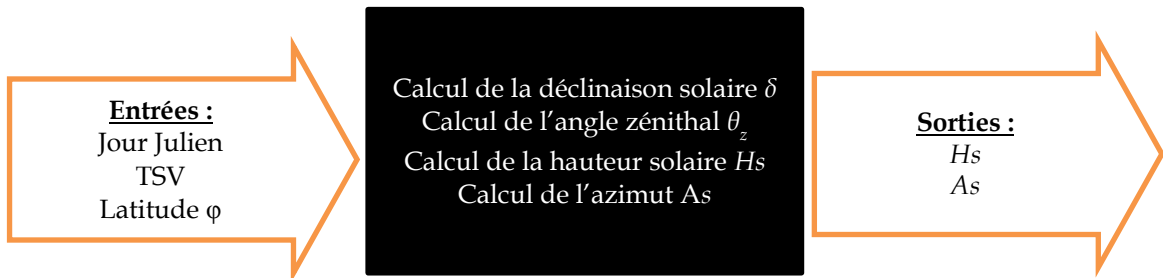 Entrées :
Jour Julien
TSV
Latitude φ
Calcul de la déclinaison solaire δ
Calcul de l'angle zénithal θz
Calcul de la hauteur solaire Hs
Calcul de l'azimut As
Sorties :
Hs
As